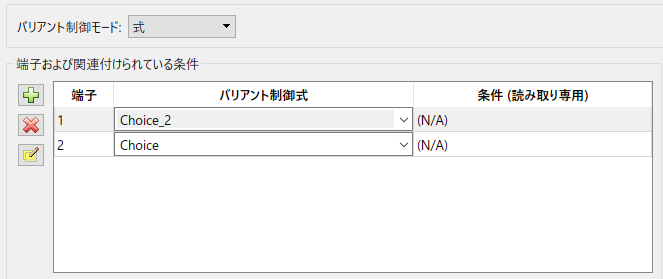 バリアント制御モード: 式
端子および関連付けられている条件
端子 バリアント制御式 条件 (読み取り専用)
1 Choice_2 (N/A)
2 Choice (N/A)